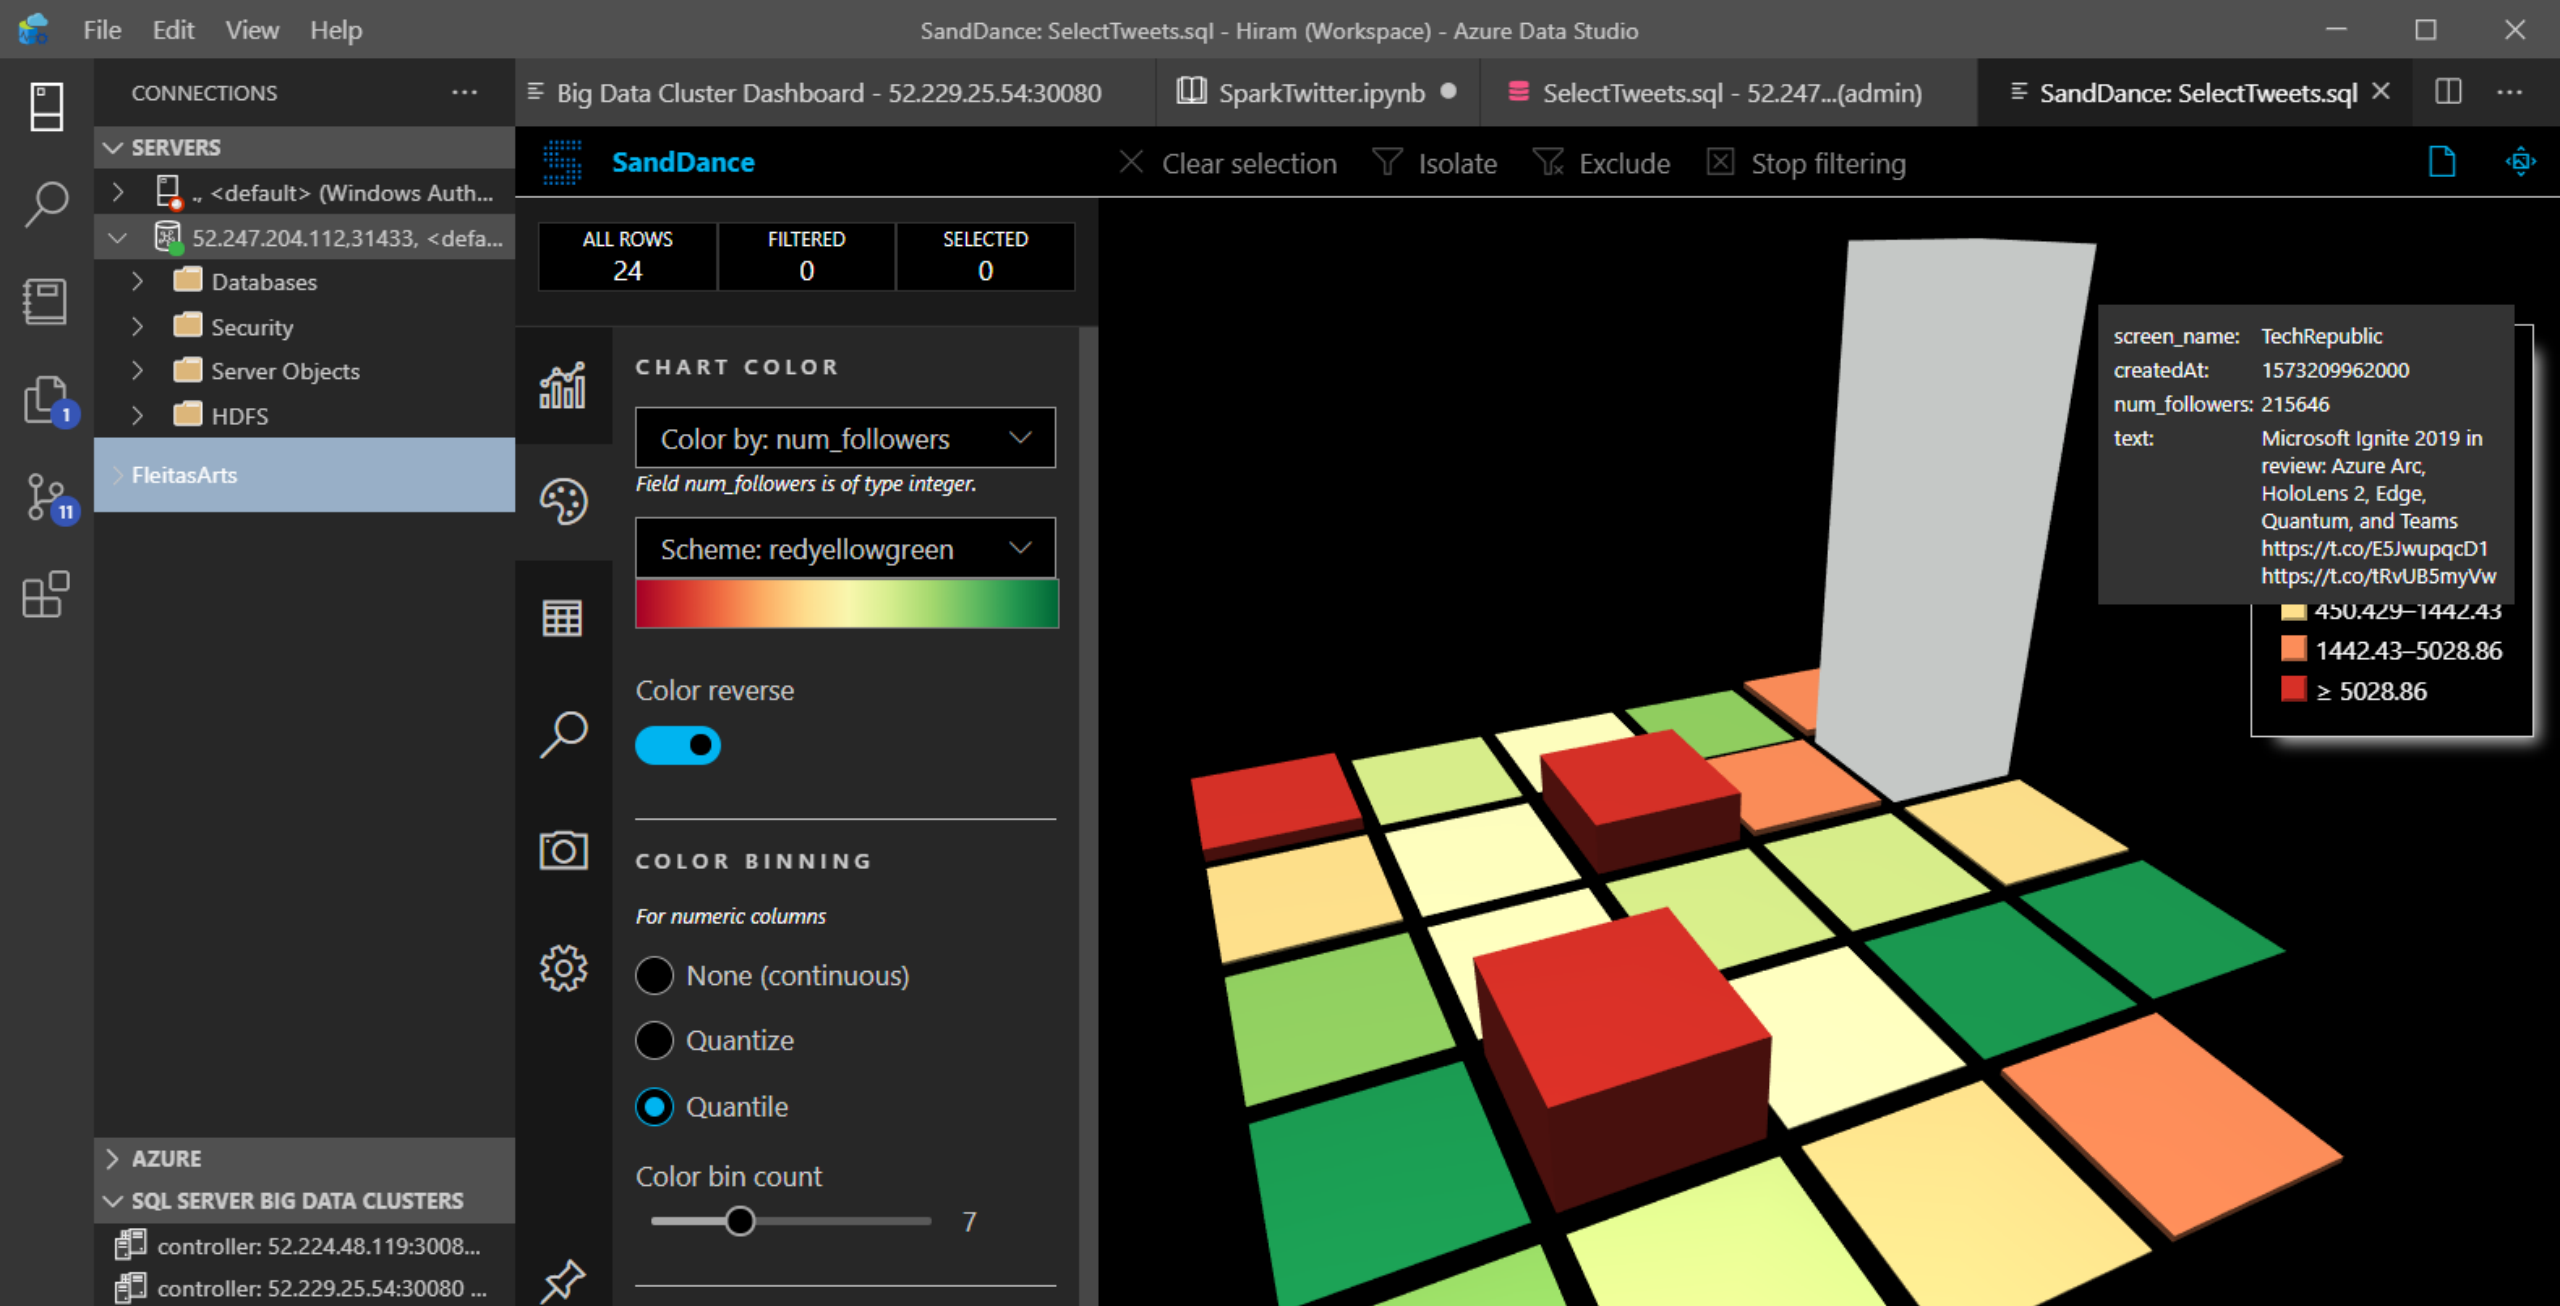 File Edit View Help
SandDance: SelectTweets.sql - Hiram (Workspace) - Azure Data Studio
CONNECTIONS
Big Data Cluster Dashboard - 52.229.25.54:30080
SparkTwitter.ipynb
SelectTweets.sql - 52.247...(admin)
SandDance: SelectTweets.sql
SERVERS
., <default> (Windows Auth...
52.247.204.112,31433, <defa...
Databases
Security
Server Objects
HDFS
FleitasArts
1
11
AZURE
SQL SERVER BIG DATA CLUSTERS
controller: 52.224.48.119:3008...
controller: 52.229.25.54:30080 ...
SandDance
Clear selection
Isolate
Exclude
Stop filtering
ALL ROWS
24
FILTERED
0
SELECTED
0
CHART COLOR
Color by: num_followers
Field num_followers is of type integer.
Scheme: redyellowgreen
Color reverse
COLOR BINNING
For numeric columns
None (continuous)
Quantize
Quantile
Color bin count
7
screen_name: TechRepublic
createdAt: 1573209962000
num_followers: 215646
text: Microsoft Ignite 2019 in
review: Azure Arc,
HoloLens 2, Edge,
Quantum, and Teams
https://t.co/E5JwupqcD1
https://t.co/tRvUB5myVw
450.429–1442.43
1442.43–5028.86
≥ 5028.86